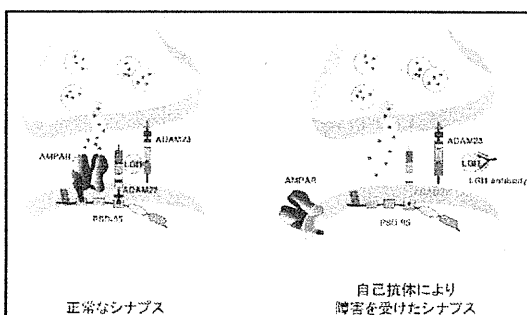 ADAM23
AMPAR
LGI1
ADAM22
PSD-95
正常なシナプス
ADAM23
LGI1
LGI1 antibody
AMPAR
PSD-95
自己抗体により
障害を受けたシナプス